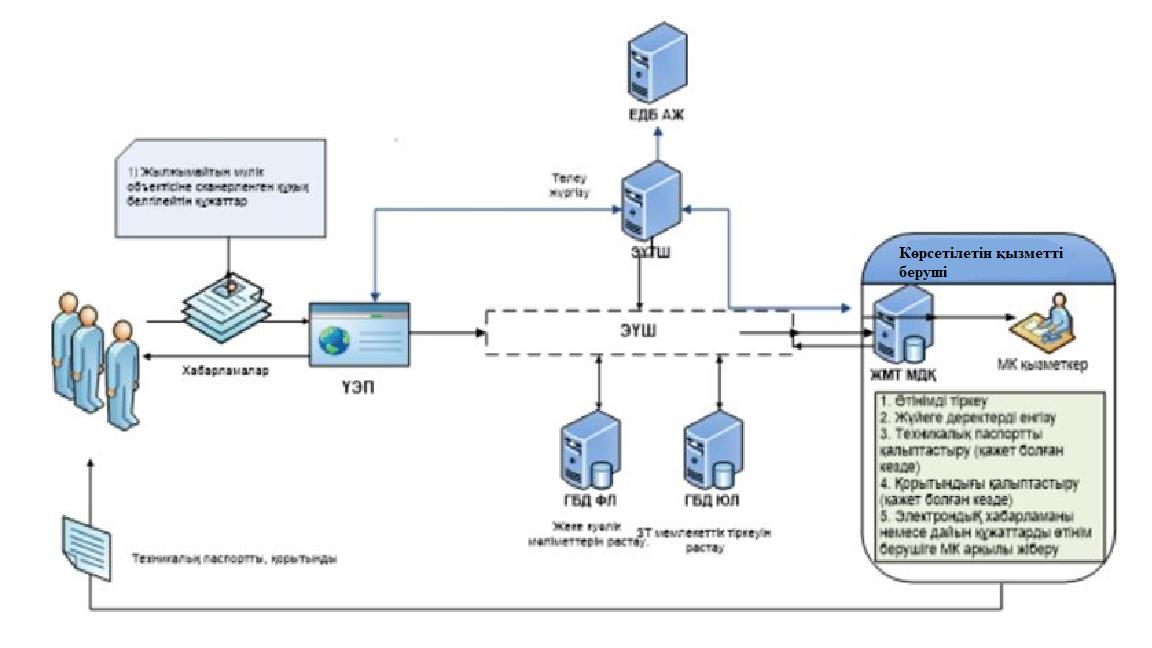 ЕДБ АЖ
1) Жылжымайтын мүлік
объектісіне сканерленген құқық
белгілейтін құжаттар
Төлеу
жүргізу
ЭҮТШ
Көрсетілетін қызметті
беруші
ЭҮШ
Хабарламалар
ҮЭП
ЖМТ МДҚ
МК қызметкер
1. Өтінімді тіркеу
2. Жүйеге деректерді енгізу
3. Техникалық паспортты
қалыптастыру (қажет болған
кезде)
4. Қорытындығы қалыптастыру
(қажет болған кезде)
5. Электрондық хабарламаны
немесе дайын құжаттарды өтінім
берушіге МК арқылы жіберу
ГБД ФЛ
ГБД ЮЛ
Жеке куәлік
мәліметтерін растау.
ЗТ мемлекеттік тіркеуін
растау
Техникалық паспортты, қорытынды